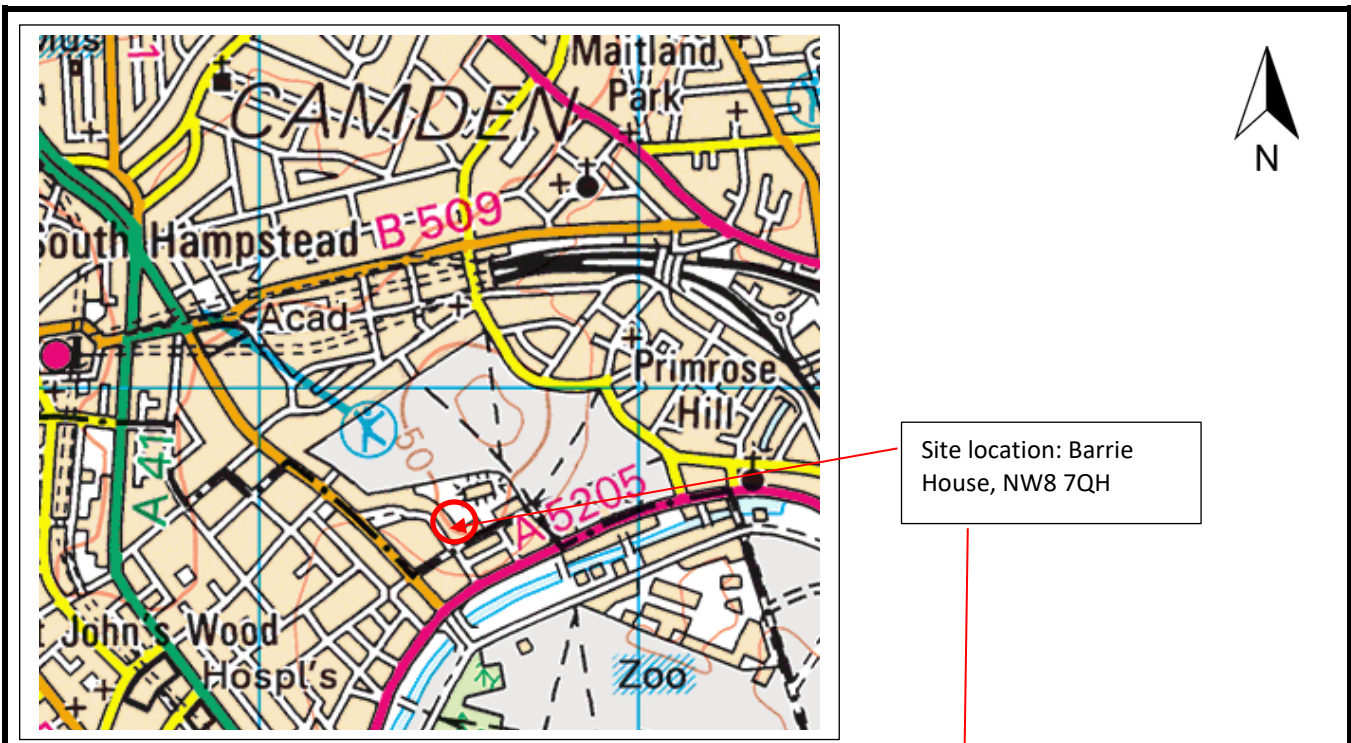 Maitland
Park
CAMDEN
N
B 509
South Hampstead
Acad
Primrose
Hill
50
A 41
A 5205
Site location: Barrie
House, NW8 7QH
John's Wood
Hospl's
Zoo